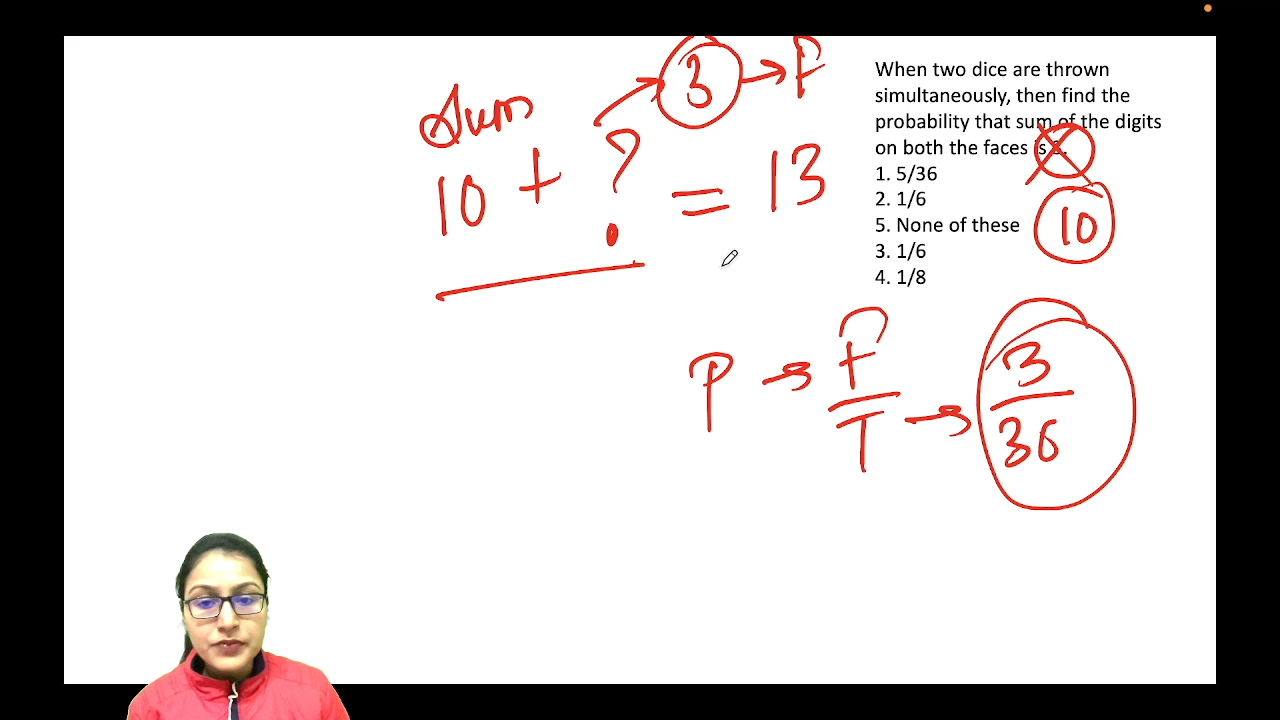 3 → F
Sum
10 + ? = 13
When two dice are thrown
simultaneously, then find the
probability that sum of the digits
on both the faces is
1. 5/36
2. 1/6
5. None of these
3. 1/6
4. 1/8
10
P → F/T → 3/36